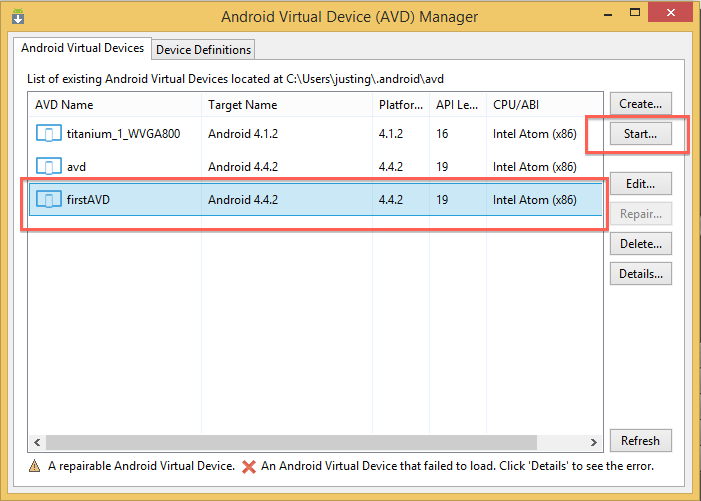 Android Virtual Device (AVD) Manager
Android Virtual Devices Device Definitions
List of existing Android Virtual Devices located at C:\Users\justing\.android\avd
AVD Name Target Name Platfor... API Le... CPU/ABI Create...
titanium_1_WVGA800 Android 4.1.2 4.1.2 16 Intel Atom (x86) Start...
avd Android 4.4.2 4.4.2 19 Intel Atom (x86)
Edit...
firstAVD Android 4.4.2 4.4.2 19 Intel Atom (x86)
Repair...
Delete...
Details...
Refresh
A repairable Android Virtual Device. An Android Virtual Device that failed to load. Click 'Details' to see the error.